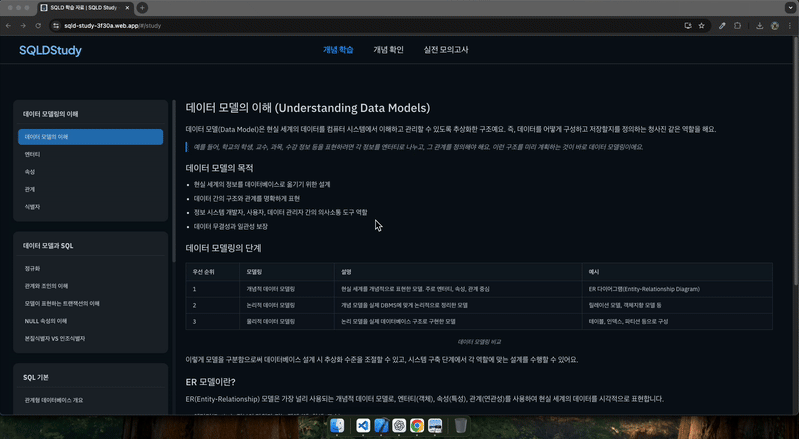 SQLD 학습 자료 | SQLD Study
sqld-study-3f30a.web.app/#/study
SQLDStudy
개념 학습
개념 확인
실전 모의고사
데이터 모델링의 이해
데이터 모델의 이해
엔터티
속성
관계
식별자
데이터 모델과 SQL
정규화
관계와 조인의 이해
모델이 표현하는 트랜잭션의 이해
NULL 속성의 이해
본질식별자 VS 인조식별자
SQL 기본
관계형 데이터베이스 개요
데이터 모델의 이해 (Understanding Data Models)
데이터 모델(Data Model)은 현실 세계의 데이터를 컴퓨터 시스템에서 이해하고 관리할 수 있도록 추상화한 구조예요. 즉, 데이터를 어떻게 구성하고 저장할지를 정의하는 청사진 같은 역할을 해요.
예를 들어, 학교의 학생, 교수, 과목, 수강 정보 등을 표현하려면 각 정보를 엔터티로 나누고, 그 관계를 정의해야 해요. 이런 구조를 미리 계획하는 것이 바로 데이터 모델링이에요.
데이터 모델의 목적
• 현실 세계의 정보를 데이터베이스로 옮기기 위한 설계
• 데이터 간의 구조와 관계를 명확하게 표현
• 정보 시스템 개발자, 사용자, 데이터 관리자 간의 의사소통 도구 역할
• 데이터 무결성과 일관성 보장
데이터 모델링의 단계
우선 순위 모델링 설명 예시
1 개념적 데이터 모델링 현실 세계를 개념적으로 표현한 모델. 주로 엔터티, 속성, 관계 중심 ER 다이어그램(Entity-Relationship Diagram)
2 논리적 데이터 모델링 개념 모델을 실제 DBMS에 맞게 논리적으로 정리한 모델 릴레이션 모델, 객체지향 모델 등
3 물리적 데이터 모델링 논리 모델을 실제 데이터베이스 구조로 구현한 모델 테이블, 인덱스, 파티션 등으로 구성
데이터 모델링 비교
이렇게 모델을 구분함으로써 데이터베이스 설계 시 추상화 수준을 조절할 수 있고, 시스템 구축 단계에서 각 역할에 맞는 설계를 수행할 수 있어요.
ER 모델이란?
ER(Entity-Relationship) 모델은 가장 널리 사용되는 개념적 데이터 모델로, 엔터티(객체), 속성(특성), 관계(연관성)를 사용하여 현실 세계의 데이터를 시각적으로 표현합니다.